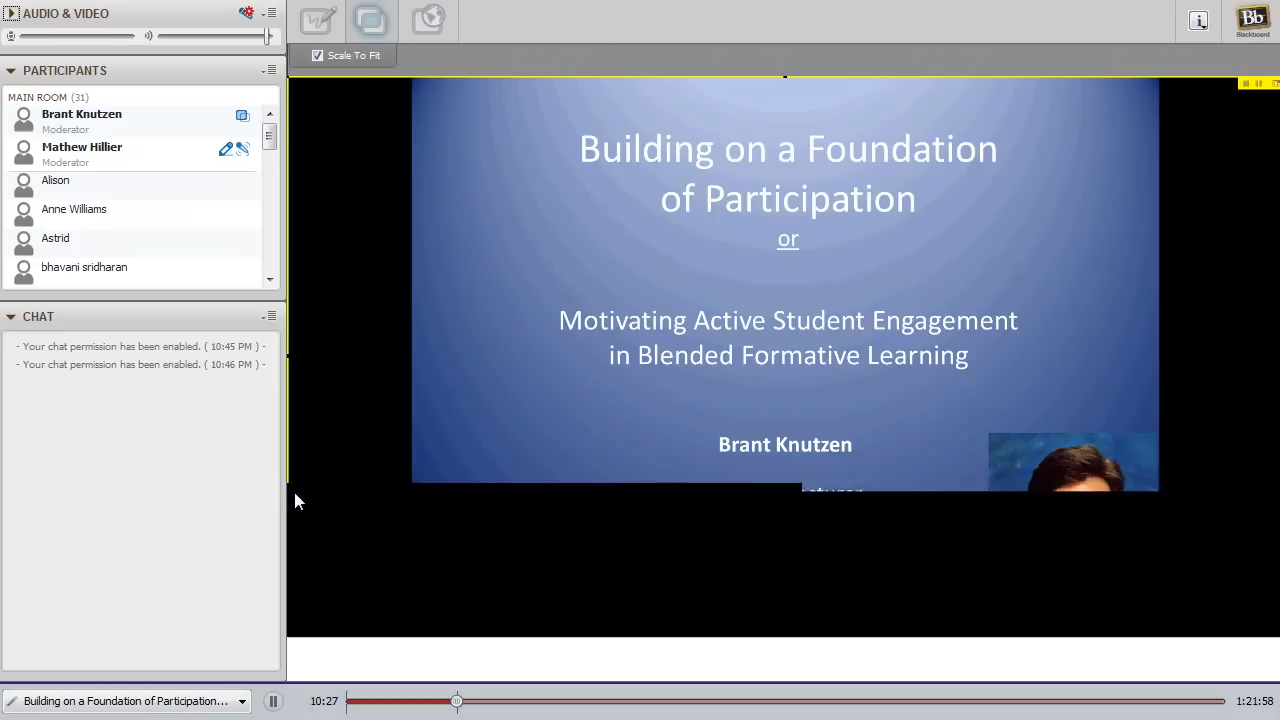 AUDIO & VIDEO
PARTICIPANTS
MAIN ROOM (31)
Brant Knutzen
Moderator
Mathew Hillier
Moderator
Alison
Anne Williams
Astrid
bhavani sridharan
CHAT
- Your chat permission has been enabled. ( 10:45 PM ) -
- Your chat permission has been enabled. ( 10:46 PM ) -
Scale To Fit
Bb
Blackboard
Building on a Foundation
of Participation
or
Motivating Active Student Engagement
in Blended Formative Learning
Brant Knutzen
Building on a Foundation of Participation...
10:27
1:21:58